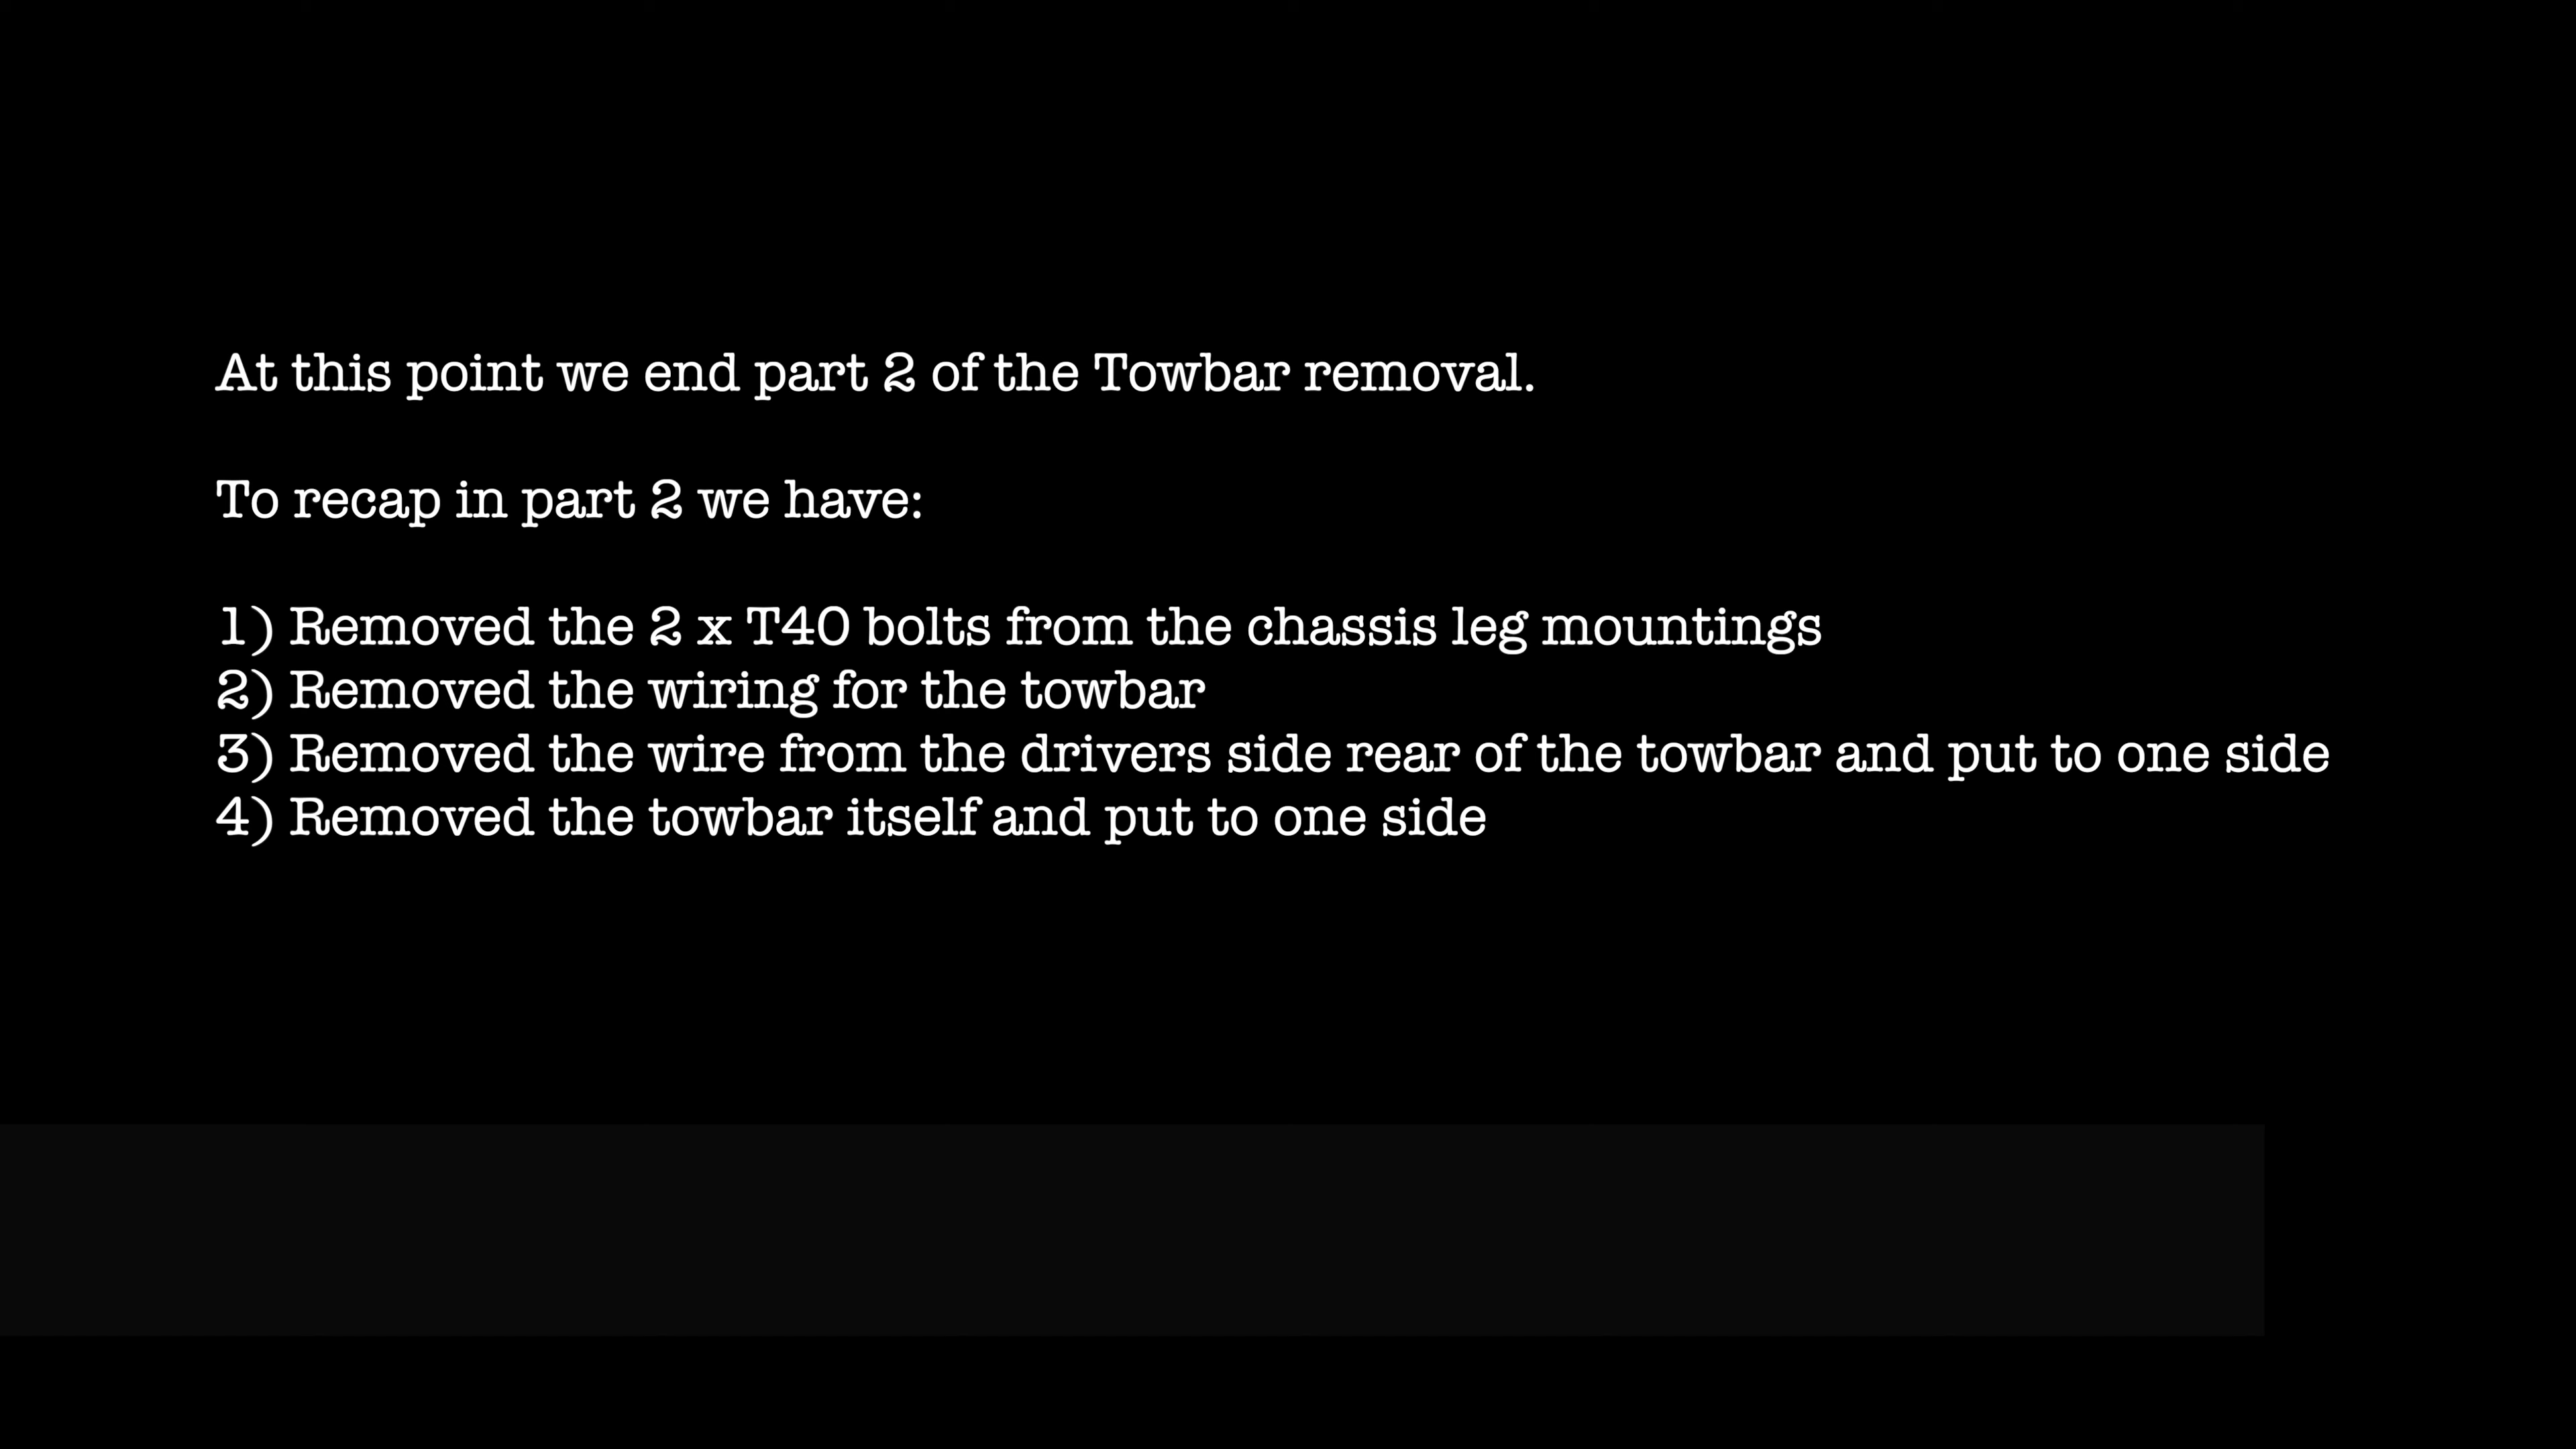 At this point we end part 2 of the Towbar removal.
To recap in part 2 we have:
1) Removed the 2 x T40 bolts from the chassis leg mountings
2) Removed the wiring for the towbar
3) Removed the wire from the drivers side rear of the towbar and put to one side
4) Removed the towbar itself and put to one side